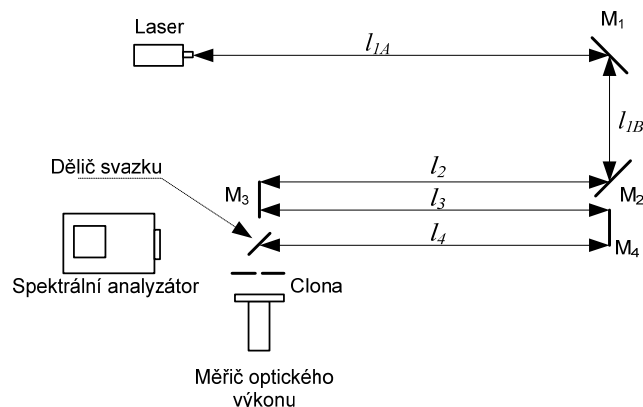 Laser
M1
l1A
l1B
Dělič svazku
l2
M3
M2
l3
l4
M4
Spektrální analyzátor
Clona
Měřič optického
výkonu